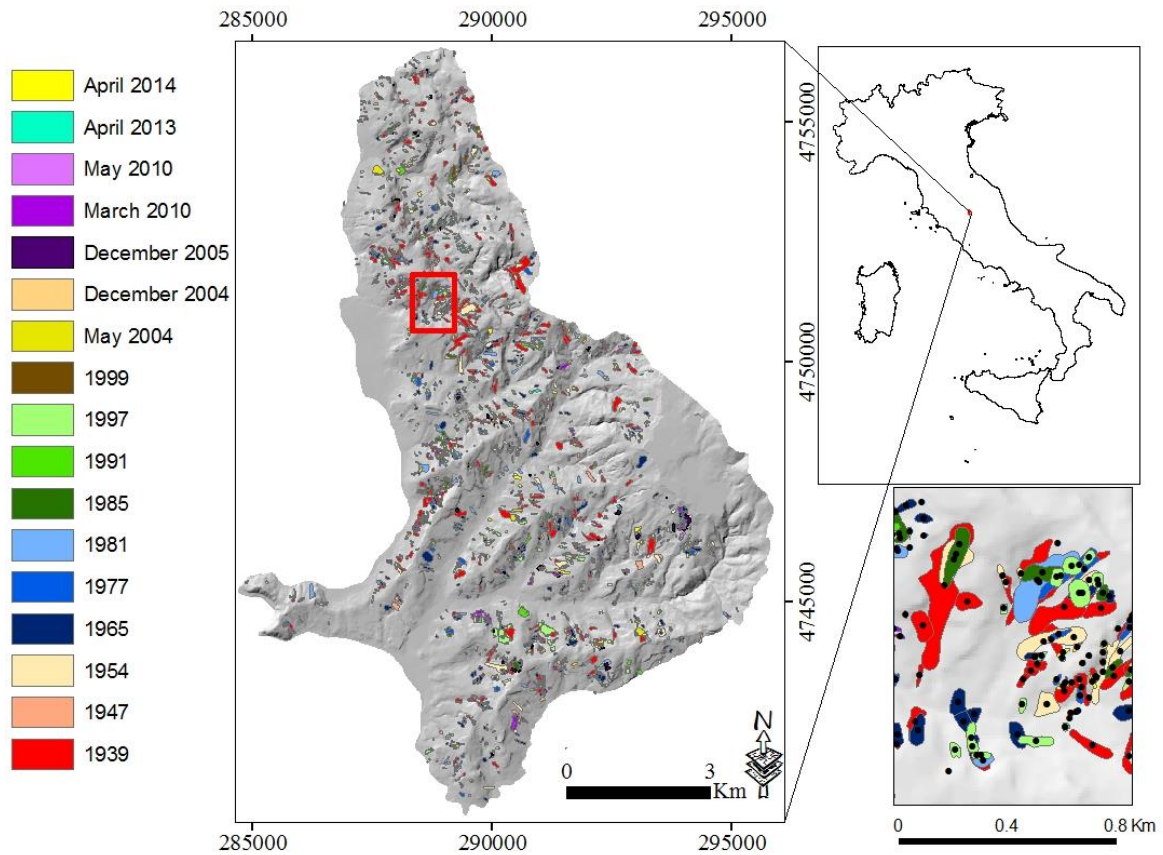 285000 290000 295000
April 2014
April 2013
May 2010
March 2010
December 2005
December 2004
May 2004
1999
1997
1991
1985
1981
1977
1965
1954
1947
1939
4755000
4750000
4745000
N
0 3
Km
285000 290000 295000
0 0.4 0.8 Km